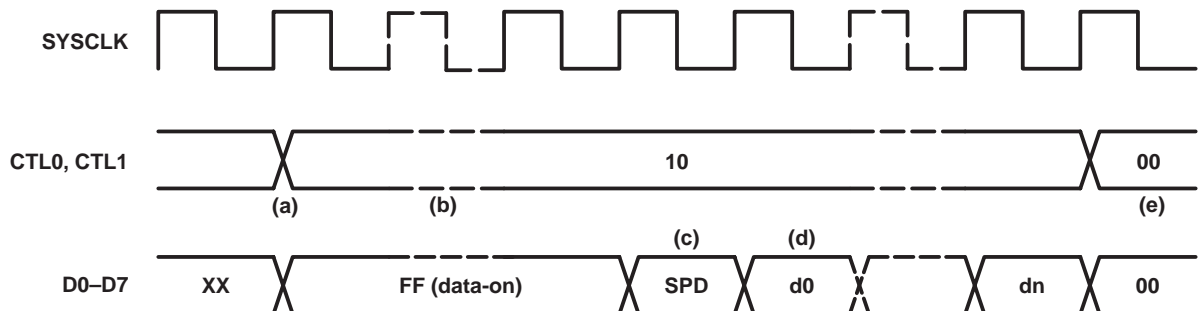 SYSCLK
CTL0, CTL1
10
00
(a)
(b)
(e)
(c)
(d)
D0–D7
XX
FF (data-on)
SPD
d0
dn
00